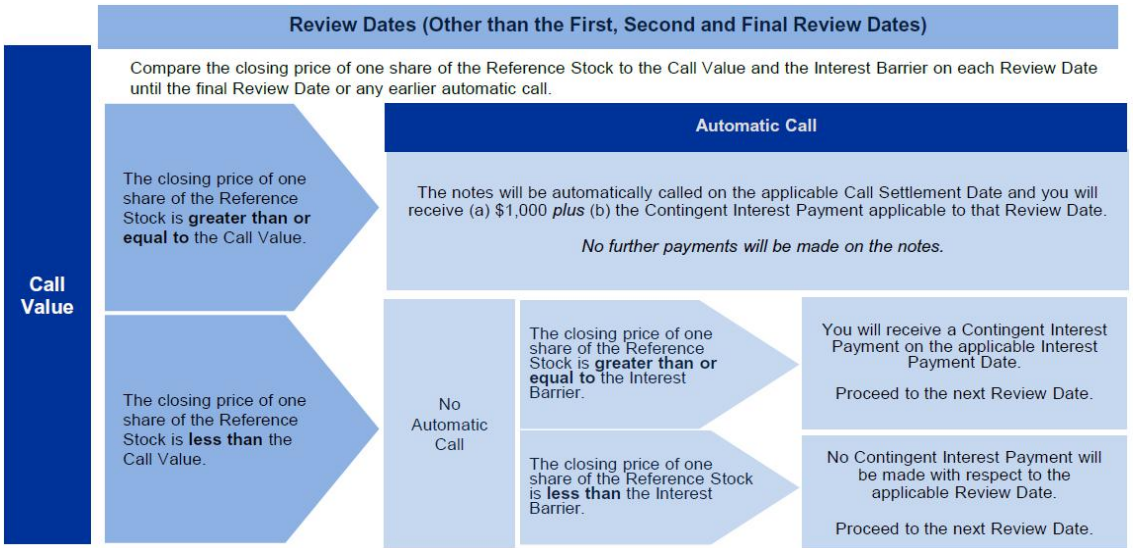 Review Dates (Other than the First, Second and Final Review Dates)
Compare the closing price of one share of the Reference Stock to the Call Value and the Interest Barrier on each Review Date
until the final Review Date or any earlier automatic call.
Call
Value
The closing price of one
share of the Reference
Stock is greater than or
equal to the Call Value.
Automatic Call
The notes will be automatically called on the applicable Call Settlement Date and you will
receive (a) $1,000 plus (b) the Contingent Interest Payment applicable to that Review Date.
No further payments will be made on the notes.
The closing price of one
share of the Reference
Stock is less than the
Call Value.
No
Automatic
Call
The closing price of one
share of the Reference
Stock is greater than or
equal to the Interest
Barrier.
You will receive a Contingent Interest
Payment on the applicable Interest
Payment Date.
Proceed to the next Review Date.
The closing price of one
share of the Reference Stock
is less than the Interest
Barrier.
No Contingent Interest Payment will
be made with respect to the
applicable Review Date.
Proceed to the next Review Date.